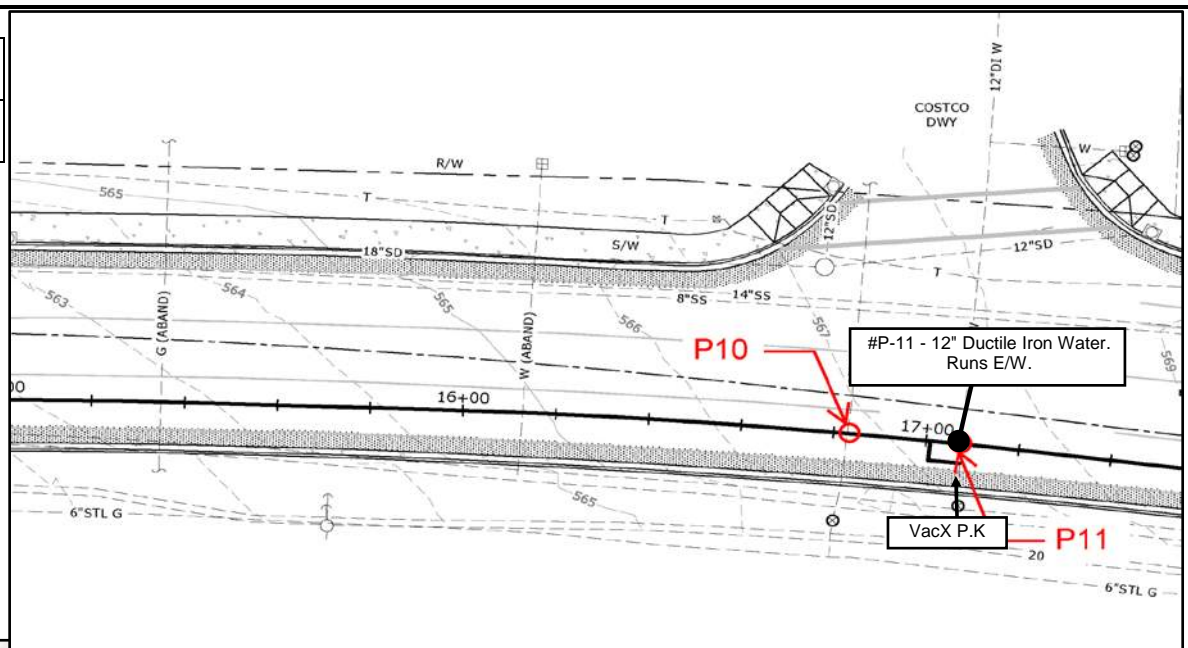 12"DI W
COSTCO
DWY
R/W
W
565
T
T
12"SD
S/W
18"SD
12"SD
T
8"SS
14"SS
563
564
565
566
567
G (ABAND)
W (ABAND)
P10
#P-11 - 12" Ductile Iron Water.
Runs E/W.
569
16+00
17+00
565
6"STL G
VacX P.K
P11
20
6"STL G